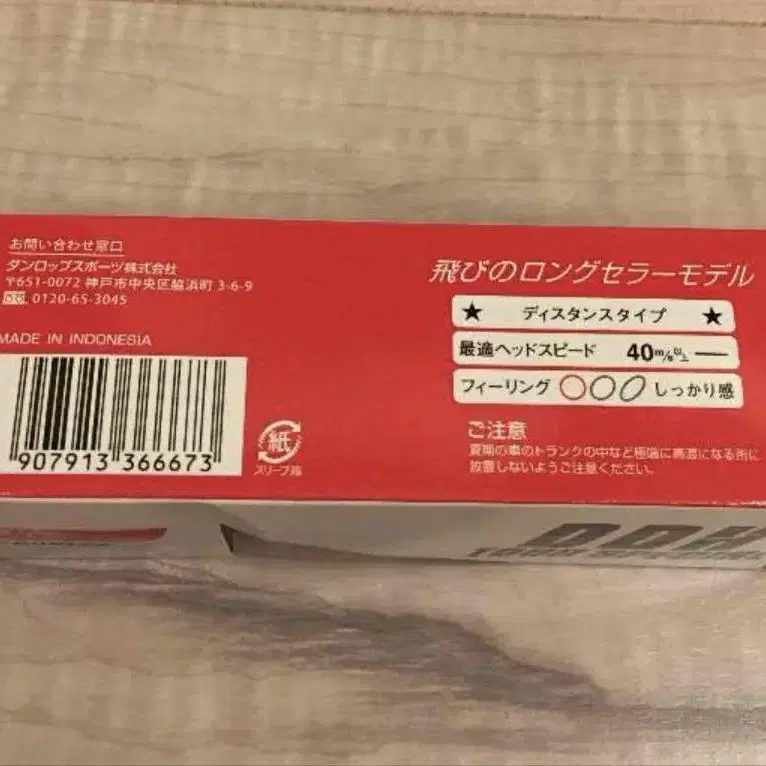 お問い合わせ窓口
ダンロップスポーツ株式会社
〒651-0072 神戸市中央区脇浜町 3-6-9
0120-65-3045
MADE IN INDONESIA
907913 366673
紙
スリーブ箱
飛びのロングセラーモデル
★ ディスタンスタイプ ★
最適ヘッドスピード 40m/s以上
フィーリング しっかり感
ご注意
夏期の車のトランクの中など極端に高温になる所に
放置しないようご注意ください。
DDH
TOUR SPECIAL